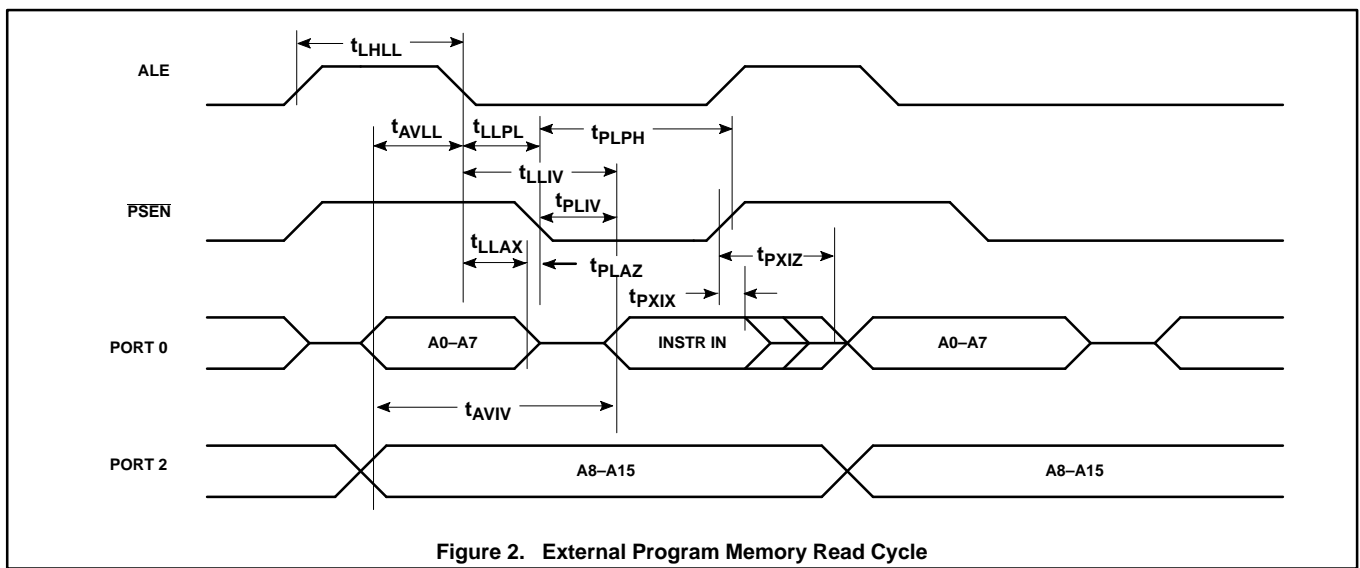 tLHLL
ALE
tAVLL
tLLPL
tPLPH
tLLIV
PSEN
tPLIV
tLLAX
tPLAZ
tPXIZ
tPXIX
PORT 0
A0–A7
INSTR IN
A0–A7
tAVIV
PORT 2
A8–A15
A8–A15
Figure 2. External Program Memory Read Cycle